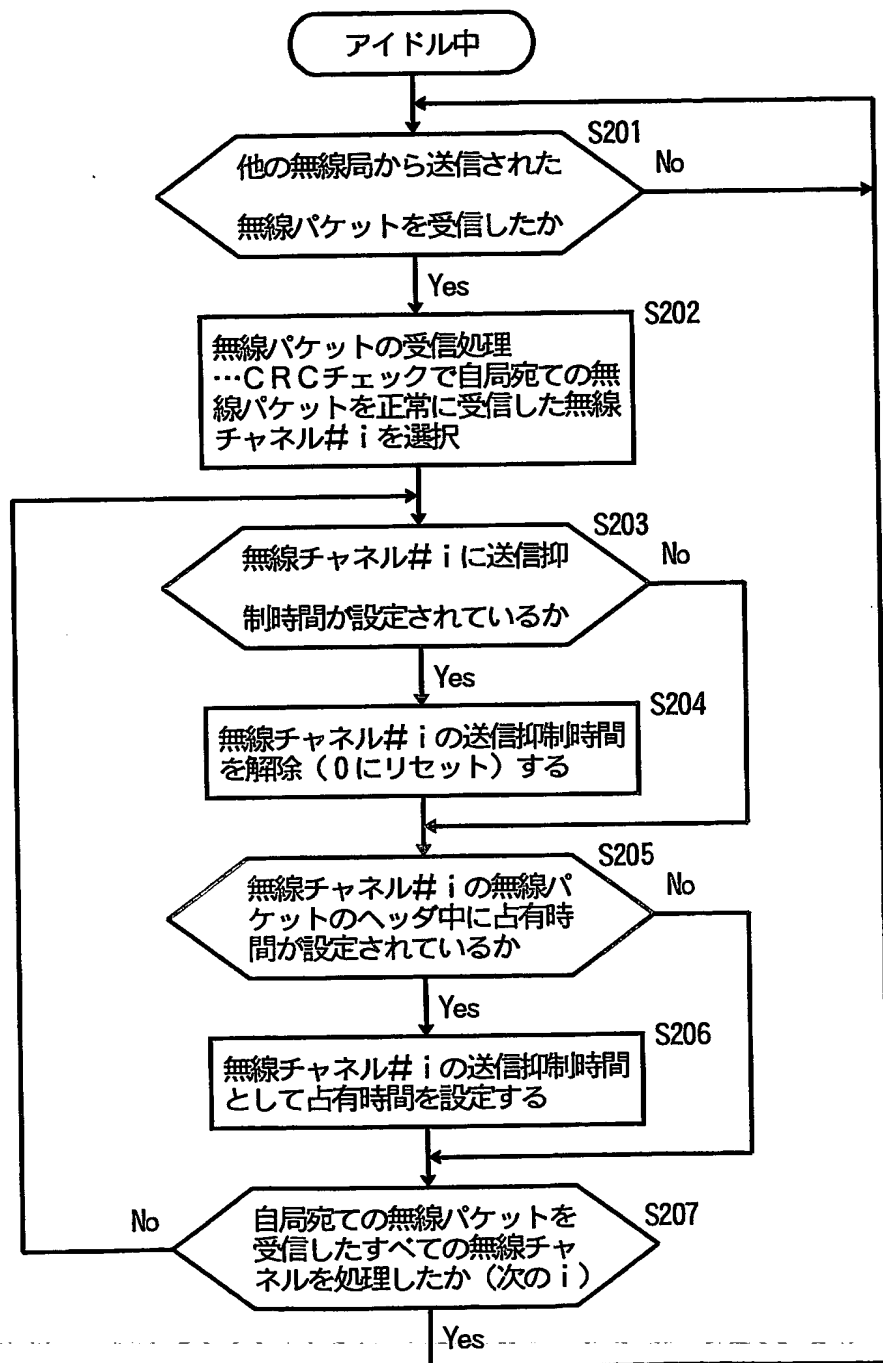 アイドル中
S201
他の無線局から送信された
無線パケットを受信したか
No
Yes
S202
無線パケットの受信処理
…CRCチェックで自局宛ての無
線パケットを正常に受信した無線
チャネル#iを選択
S203
無線チャネル#iに送信抑
制時間が設定されているか
No
Yes
S204
無線チャネル#iの送信抑制時間
を解除(0にリセット)する
S205
無線チャネル#iの無線パ
ケットのヘッダ中に占有時
間が設定されているか
No
Yes
S206
無線チャネル#iの送信抑制時間
として占有時間を設定する
S207
自局宛ての無線パケットを
受信したすべての無線チャ
ネルを処理したか(次のi)
No
Yes